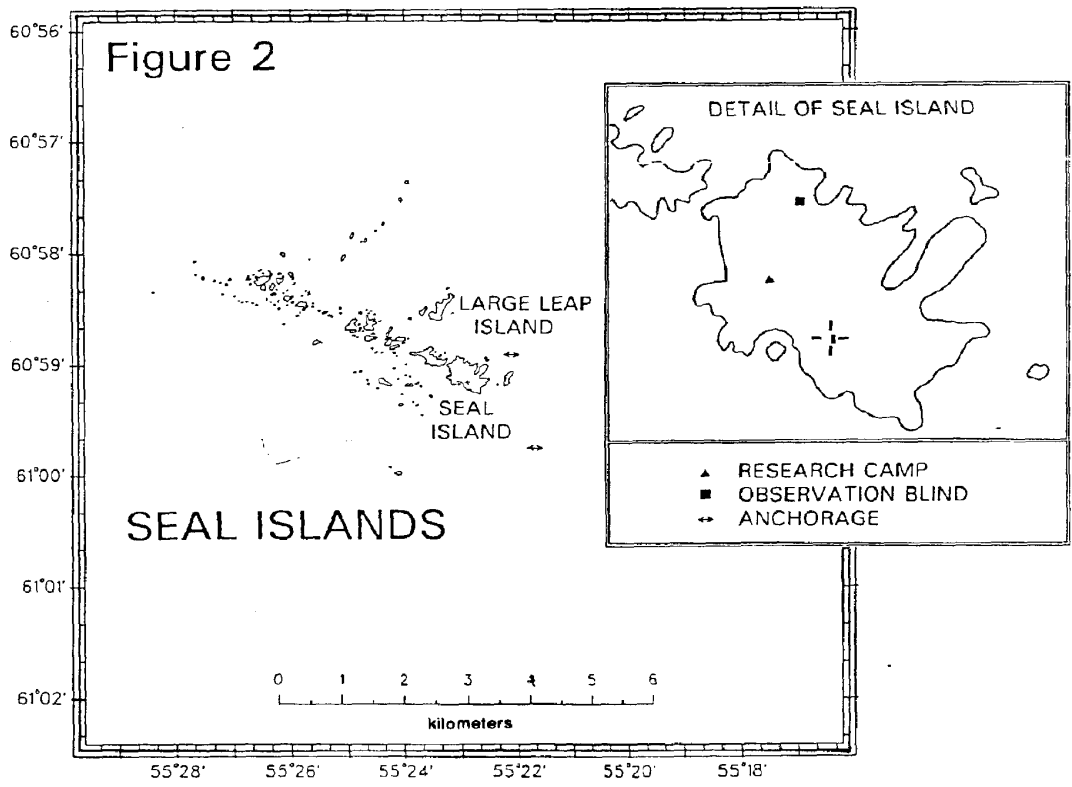 Figure 2
60°56'
60°57'
60°58'
60°59'
61°00'
61°01'
61°02'
LARGE LEAP
ISLAND
SEAL
ISLAND
SEAL ISLANDS
0 1 2 3 4 5 6
kilometers
55°28' 55°26' 55°24' 55°22' 55°20' 55°18'
DETAIL OF SEAL ISLAND
RESEARCH CAMP
OBSERVATION BLIND
ANCHORAGE